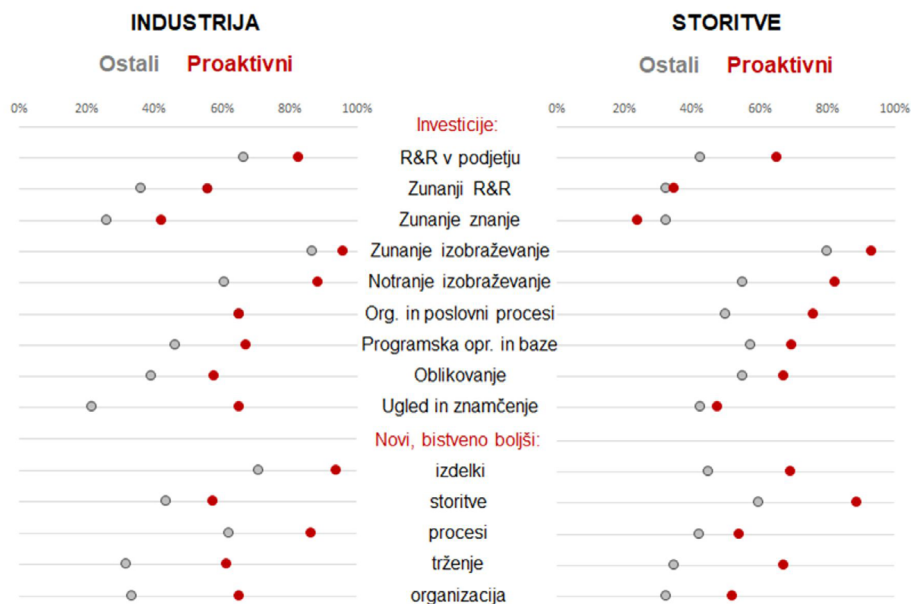 INDUSTRIJA
STORITVE
Ostali Proaktivni
Ostali Proaktivni
0% 20% 40% 60% 80% 100%
0% 20% 40% 60% 80% 100%
Investicije:
R&R v podjetju
Zunanji R&R
Zunanje znanje
Zunanje izobraževanje
Notranje izobraževanje
Org. in poslovni procesi
Programska opr. in baze
Oblikovanje
Ugled in znamčenje
Novi, bistveno boljši:
izdelki
storitve
procesi
trženje
organizacija